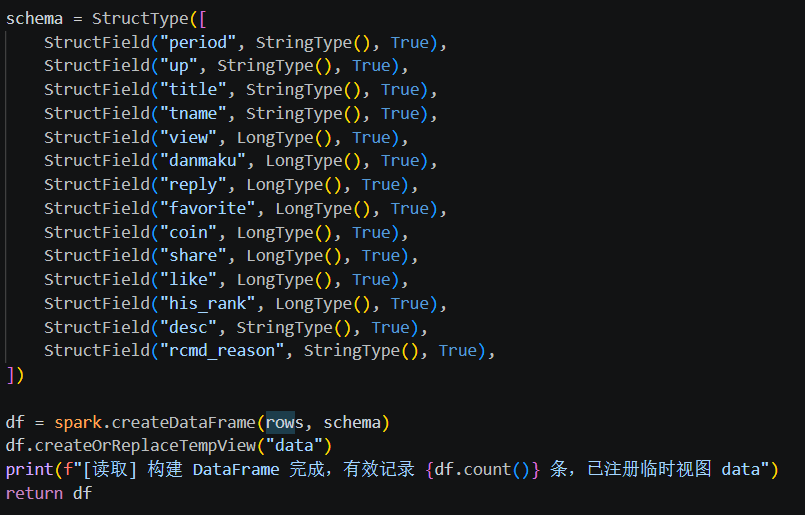 schema = StructType([
    StructField("period", StringType(), True),
    StructField("up", StringType(), True),
    StructField("title", StringType(), True),
    StructField("tname", StringType(), True),
    StructField("view", LongType(), True),
    StructField("danmaku", LongType(), True),
    StructField("reply", LongType(), True),
    StructField("favorite", LongType(), True),
    StructField("coin", LongType(), True),
    StructField("share", LongType(), True),
    StructField("like", LongType(), True),
    StructField("his_rank", LongType(), True),
    StructField("desc", StringType(), True),
    StructField("rcmd_reason", StringType(), True),
])
df = spark.createDataFrame(rows, schema)
df.createOrReplaceTempView("data")
print(f"[读取] 构建 DataFrame 完成，有效记录 {df.count()} 条，已注册临时视图 data")
return df